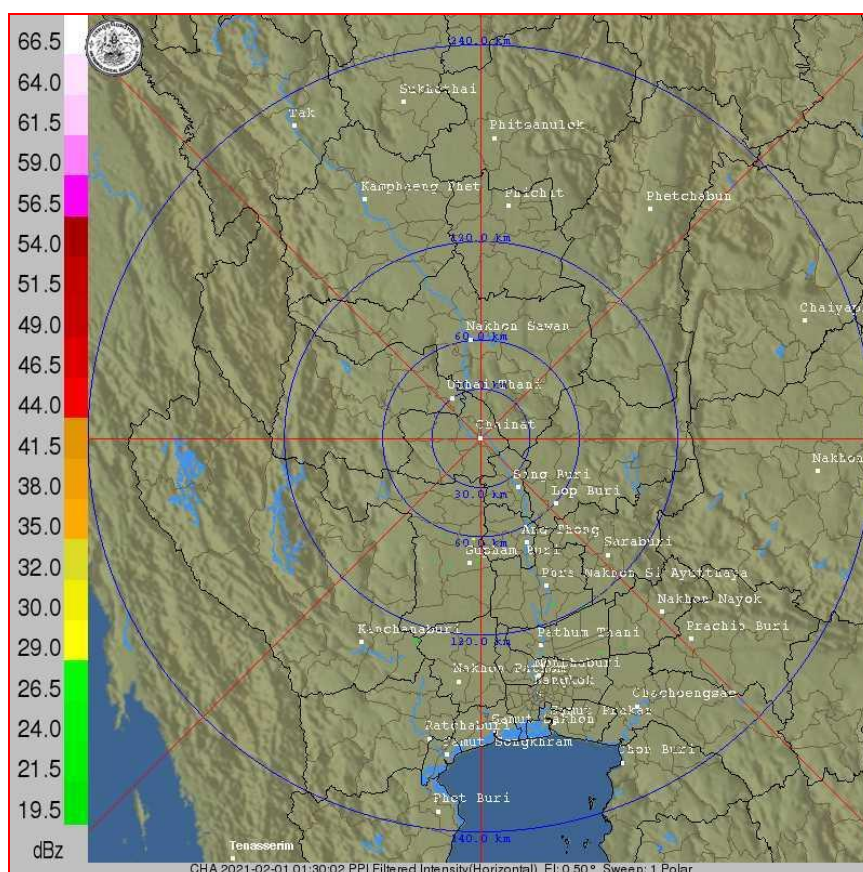 66.5
64.0
61.5
59.0
56.5
54.0
51.5
49.0
46.5
44.0
41.5
38.0
35.0
32.0
30.0
29.0
26.5
24.0
21.5
19.5
dBz
240.0 km
Sukhothai
Tak
Phitsanulok
Kamphaeng Phet
Phichit
Phetchabun
120.0 km
Chaiyap
Nakhon Sawan
60.0 km
Uthai Thani
Chainat
Nakhon
Sing Buri
30.0 km
Lop Buri
Ang Thong
60.0 km
Suphan Buri
Saraburi
Pora Nakhon Si Ayutthaya
Nakhon Nayok
Kanchanaburi
120.0 km
Pathum Thani
Prachin Buri
Nakhon Pathom
Nonthaburi
Bangkok
Chachoengsao
Samut Prakan
Samut Sakhon
Ratchaburi
Samut Songkhram
Chon Buri
Phet Buri
240.0 km
Tenasserim
CHA 2021-02-01 01:30:02 PPI Filtered Intensity(Horizontal) El: 0.50° Sweep: 1 Polar